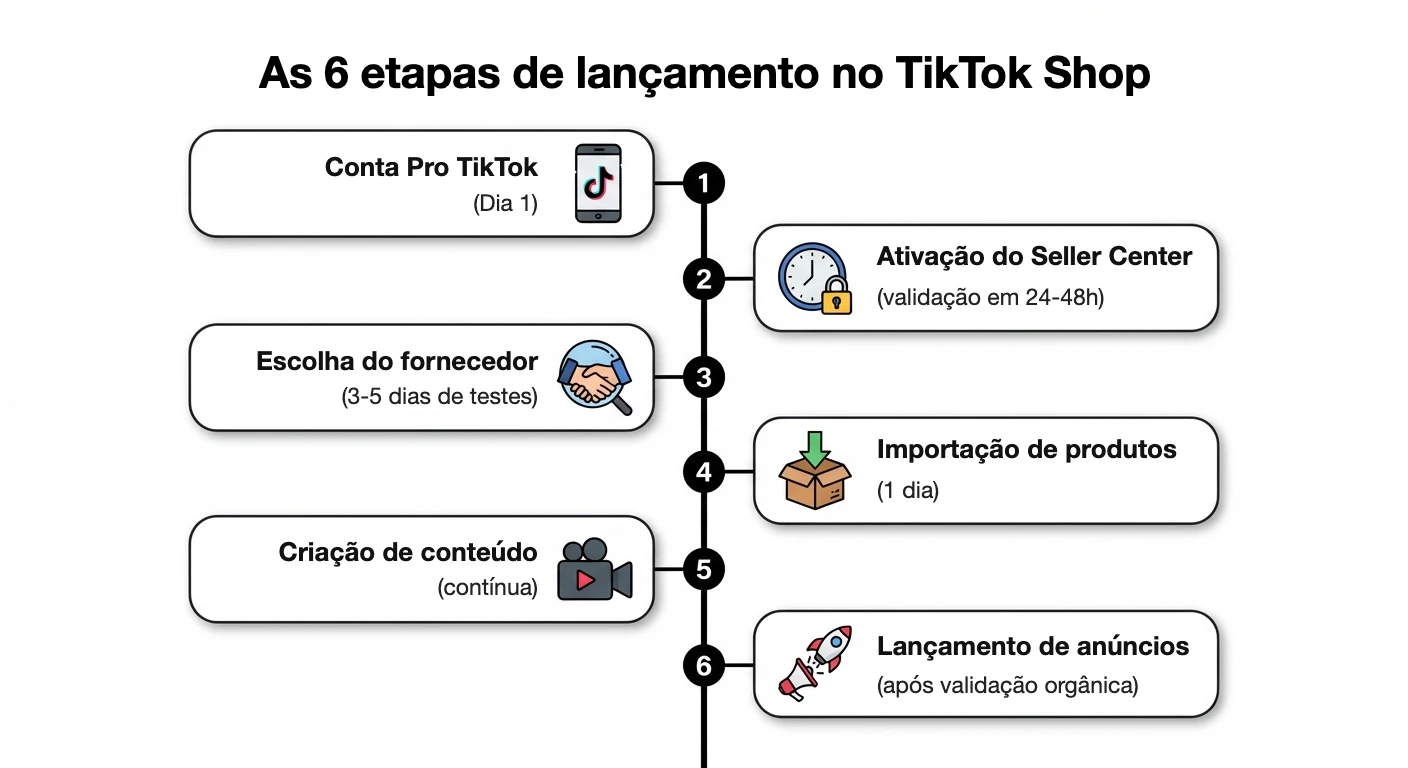 As 6 etapas de lançamento no TikTok Shop
Conta Pro TikTok
(Dia 1)
1
2
Ativação do Seller Center
(validação em 24-48h)
Escolha do fornecedor
(3-5 dias de testes)
3
4
Importação de produtos
(1 dia)
Criação de conteúdo
(contínua)
5
6
Lançamento de anúncios
(após validação orgânica)